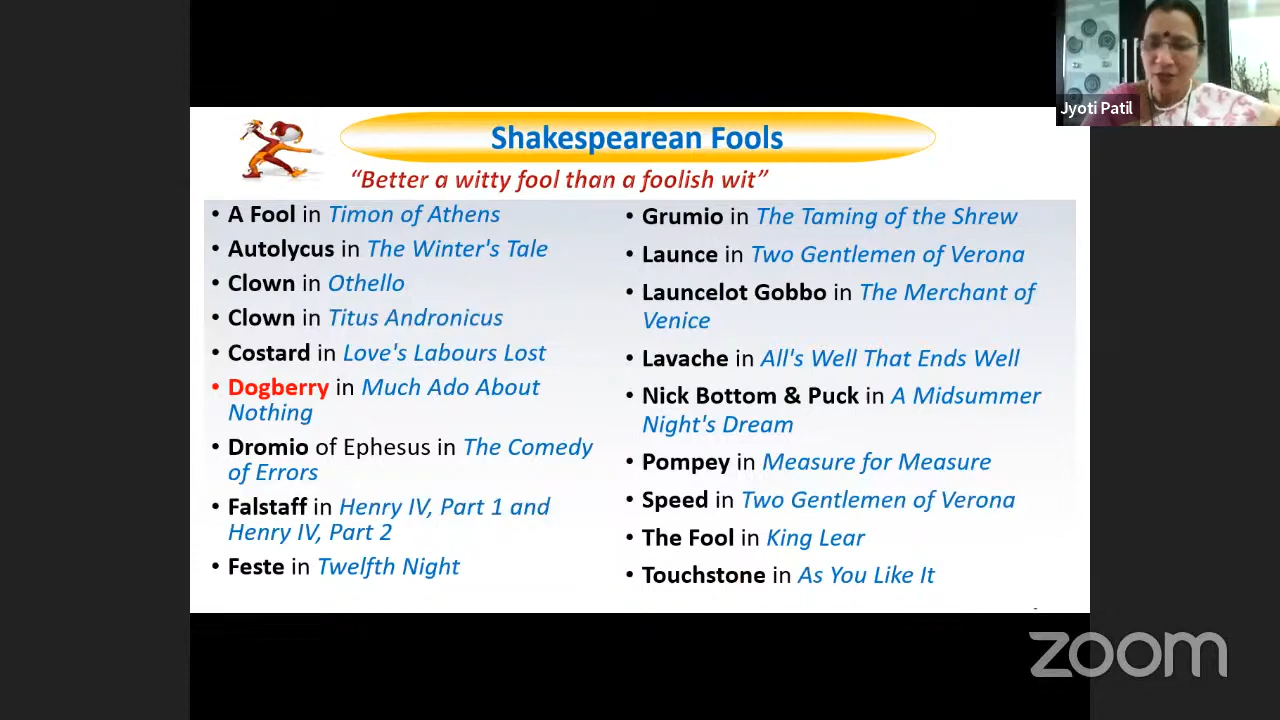 Jyoti Patil
Shakespearean Fools
“Better a witty fool than a foolish wit”
• A Fool in Timon of Athens
• Autolycus in The Winter's Tale
• Clown in Othello
• Clown in Titus Andronicus
• Costard in Love's Labours Lost
• Dogberry in Much Ado About
Nothing
• Dromio of Ephesus in The Comedy
of Errors
• Falstaff in Henry IV, Part 1 and
Henry IV, Part 2
• Feste in Twelfth Night
• Grumio in The Taming of the Shrew
• Launce in Two Gentlemen of Verona
• Launcelot Gobbo in The Merchant of
Venice
• Lavache in All's Well That Ends Well
• Nick Bottom & Puck in A Midsummer
Night's Dream
• Pompey in Measure for Measure
• Speed in Two Gentlemen of Verona
• The Fool in King Lear
• Touchstone in As You Like It
zoom